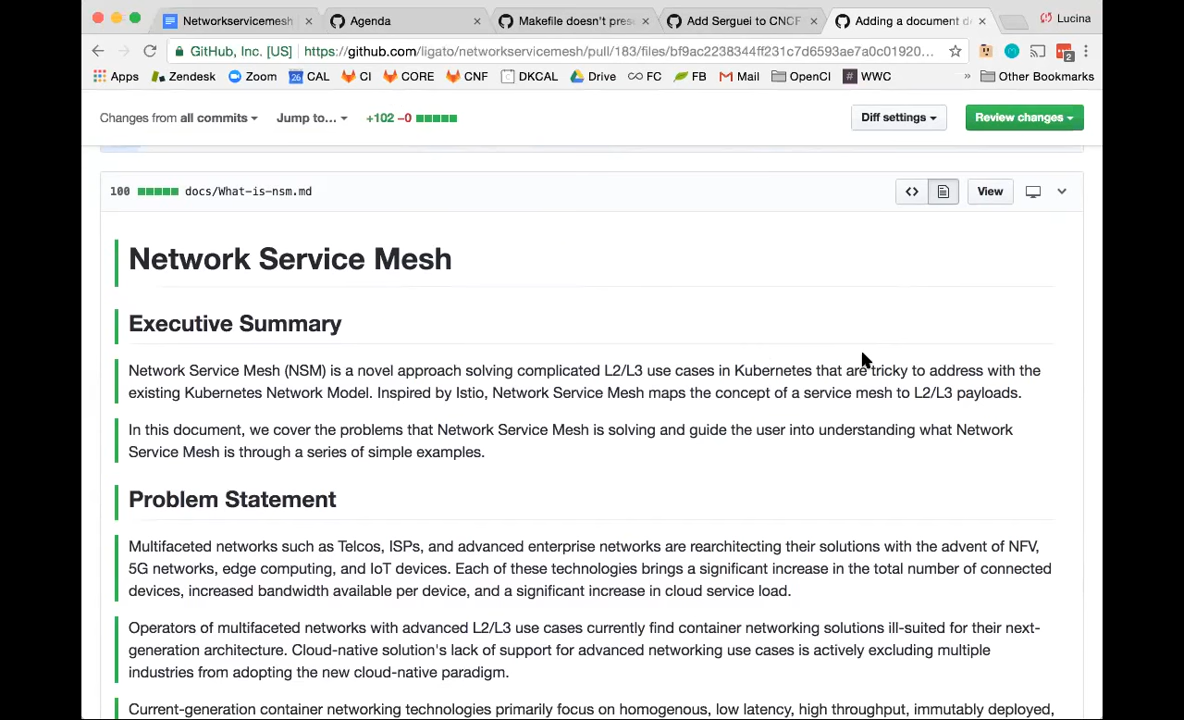 Networkservicemesh
Agenda
Makefile doesn't pres
Add Serguei to CNCF
Adding a document d
Lucina
GitHub, Inc. [US]
https://github.com/ligato/networkservicemesh/pull/183/files/bf9ac2238344ff231c7d6593ae7a0c01920...
2
Apps Zendesk Zoom 26 CAL CI CORE CNF DKCAL Drive FC FB Mail OpenCI # WWC » Other Bookmarks
Changes from all commits Jump to... +102 −0 Diff settings Review changes
100 docs/What-is-nsm.md <> View
Network Service Mesh
Executive Summary
Network Service Mesh (NSM) is a novel approach solving complicated L2/L3 use cases in Kubernetes that are tricky to address with the
existing Kubernetes Network Model. Inspired by Istio, Network Service Mesh maps the concept of a service mesh to L2/L3 payloads.
In this document, we cover the problems that Network Service Mesh is solving and guide the user into understanding what Network
Service Mesh is through a series of simple examples.
Problem Statement
Multifaceted networks such as Telcos, ISPs, and advanced enterprise networks are rearchitecting their solutions with the advent of NFV,
5G networks, edge computing, and IoT devices. Each of these technologies brings a significant increase in the total number of connected
devices, increased bandwidth available per device, and a significant increase in cloud service load.
Operators of multifaceted networks with advanced L2/L3 use cases currently find container networking solutions ill-suited for their next-
generation architecture. Cloud-native solution's lack of support for advanced networking use cases is actively excluding multiple
industries from adopting the new cloud-native paradigm.
Current-generation container networking technologies primarily focus on homogenous, low latency, high throughput, immutably deployed,